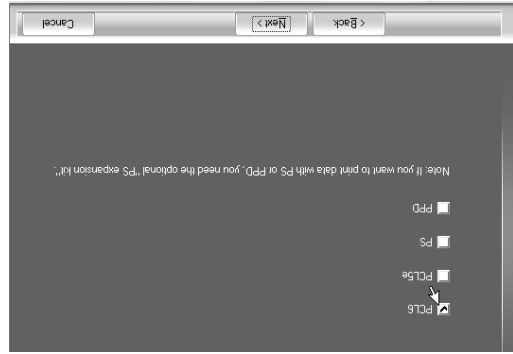 PCL6
PCL5e
PS
PPD
Note: If you want to print data with PS or PPD, you need the optional "PS expansion kit".
< Back
Next >
Cancel